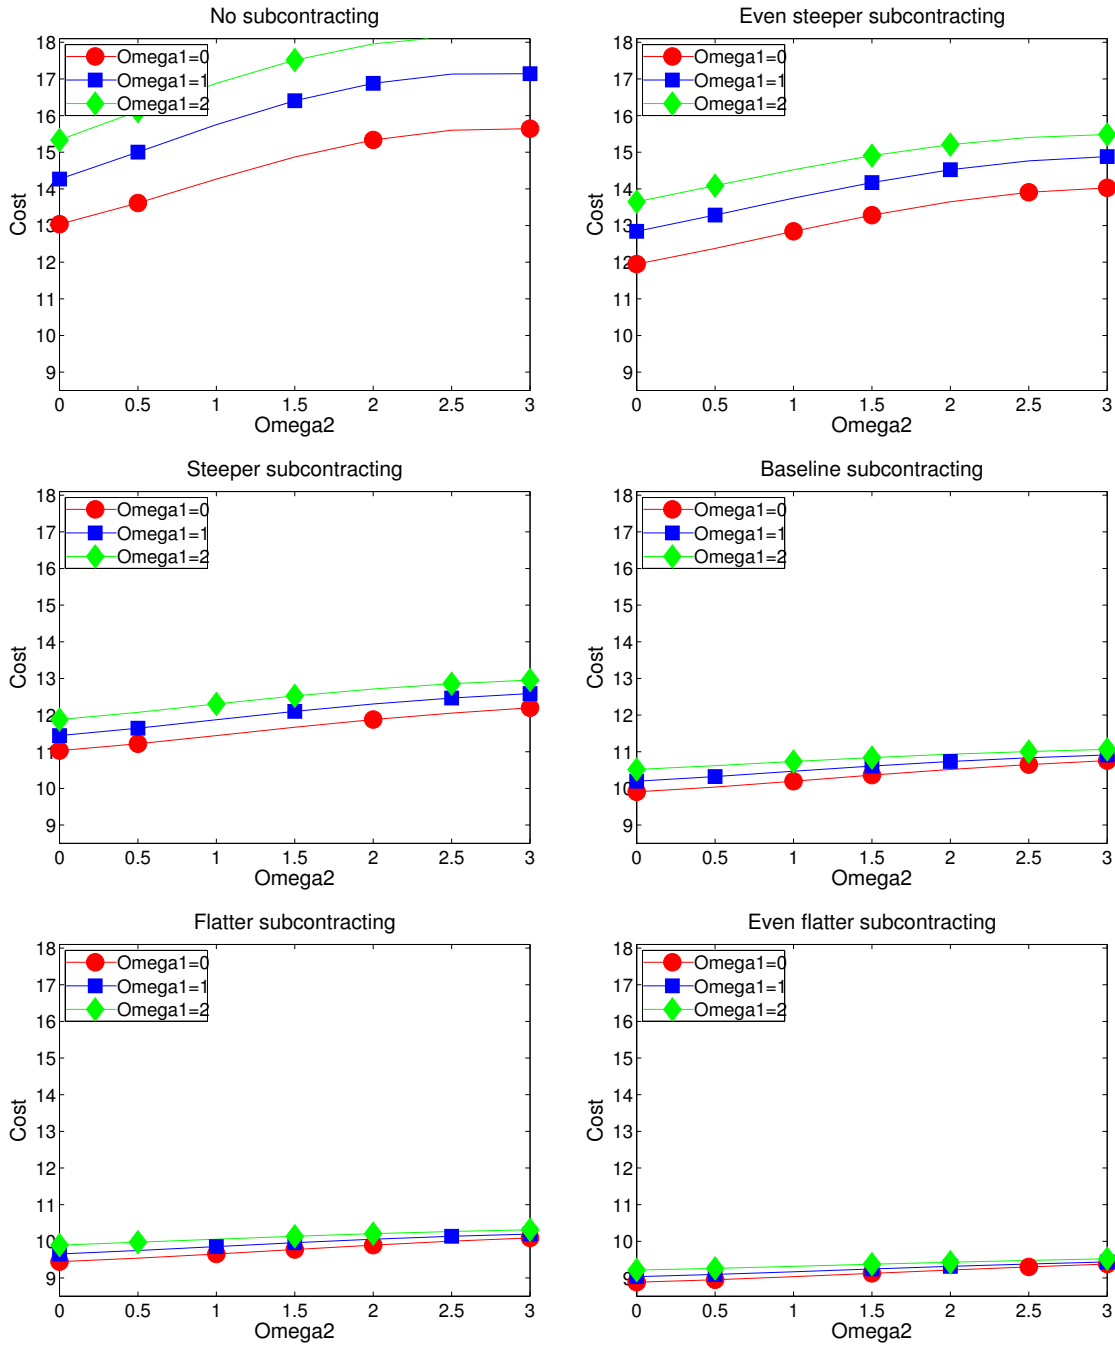 No subcontracting
Omega1=0
Omega1=1
Omega1=2
18
17
16
15
14
13
12
11
10
9
Cost
0 0.5 1 1.5 2 2.5 3
Omega2
Even steeper subcontracting
Omega1=0
Omega1=1
Omega1=2
18
17
16
15
14
13
12
11
10
9
Cost
0 0.5 1 1.5 2 2.5 3
Omega2
Steeper subcontracting
Omega1=0
Omega1=1
Omega1=2
18
17
16
15
14
13
12
11
10
9
Cost
0 0.5 1 1.5 2 2.5 3
Omega2
Baseline subcontracting
Omega1=0
Omega1=1
Omega1=2
18
17
16
15
14
13
12
11
10
9
Cost
0 0.5 1 1.5 2 2.5 3
Omega2
Flatter subcontracting
Omega1=0
Omega1=1
Omega1=2
18
17
16
15
14
13
12
11
10
9
Cost
0 0.5 1 1.5 2 2.5 3
Omega2
Even flatter subcontracting
Omega1=0
Omega1=1
Omega1=2
18
17
16
15
14
13
12
11
10
9
Cost
0 0.5 1 1.5 2 2.5 3
Omega2